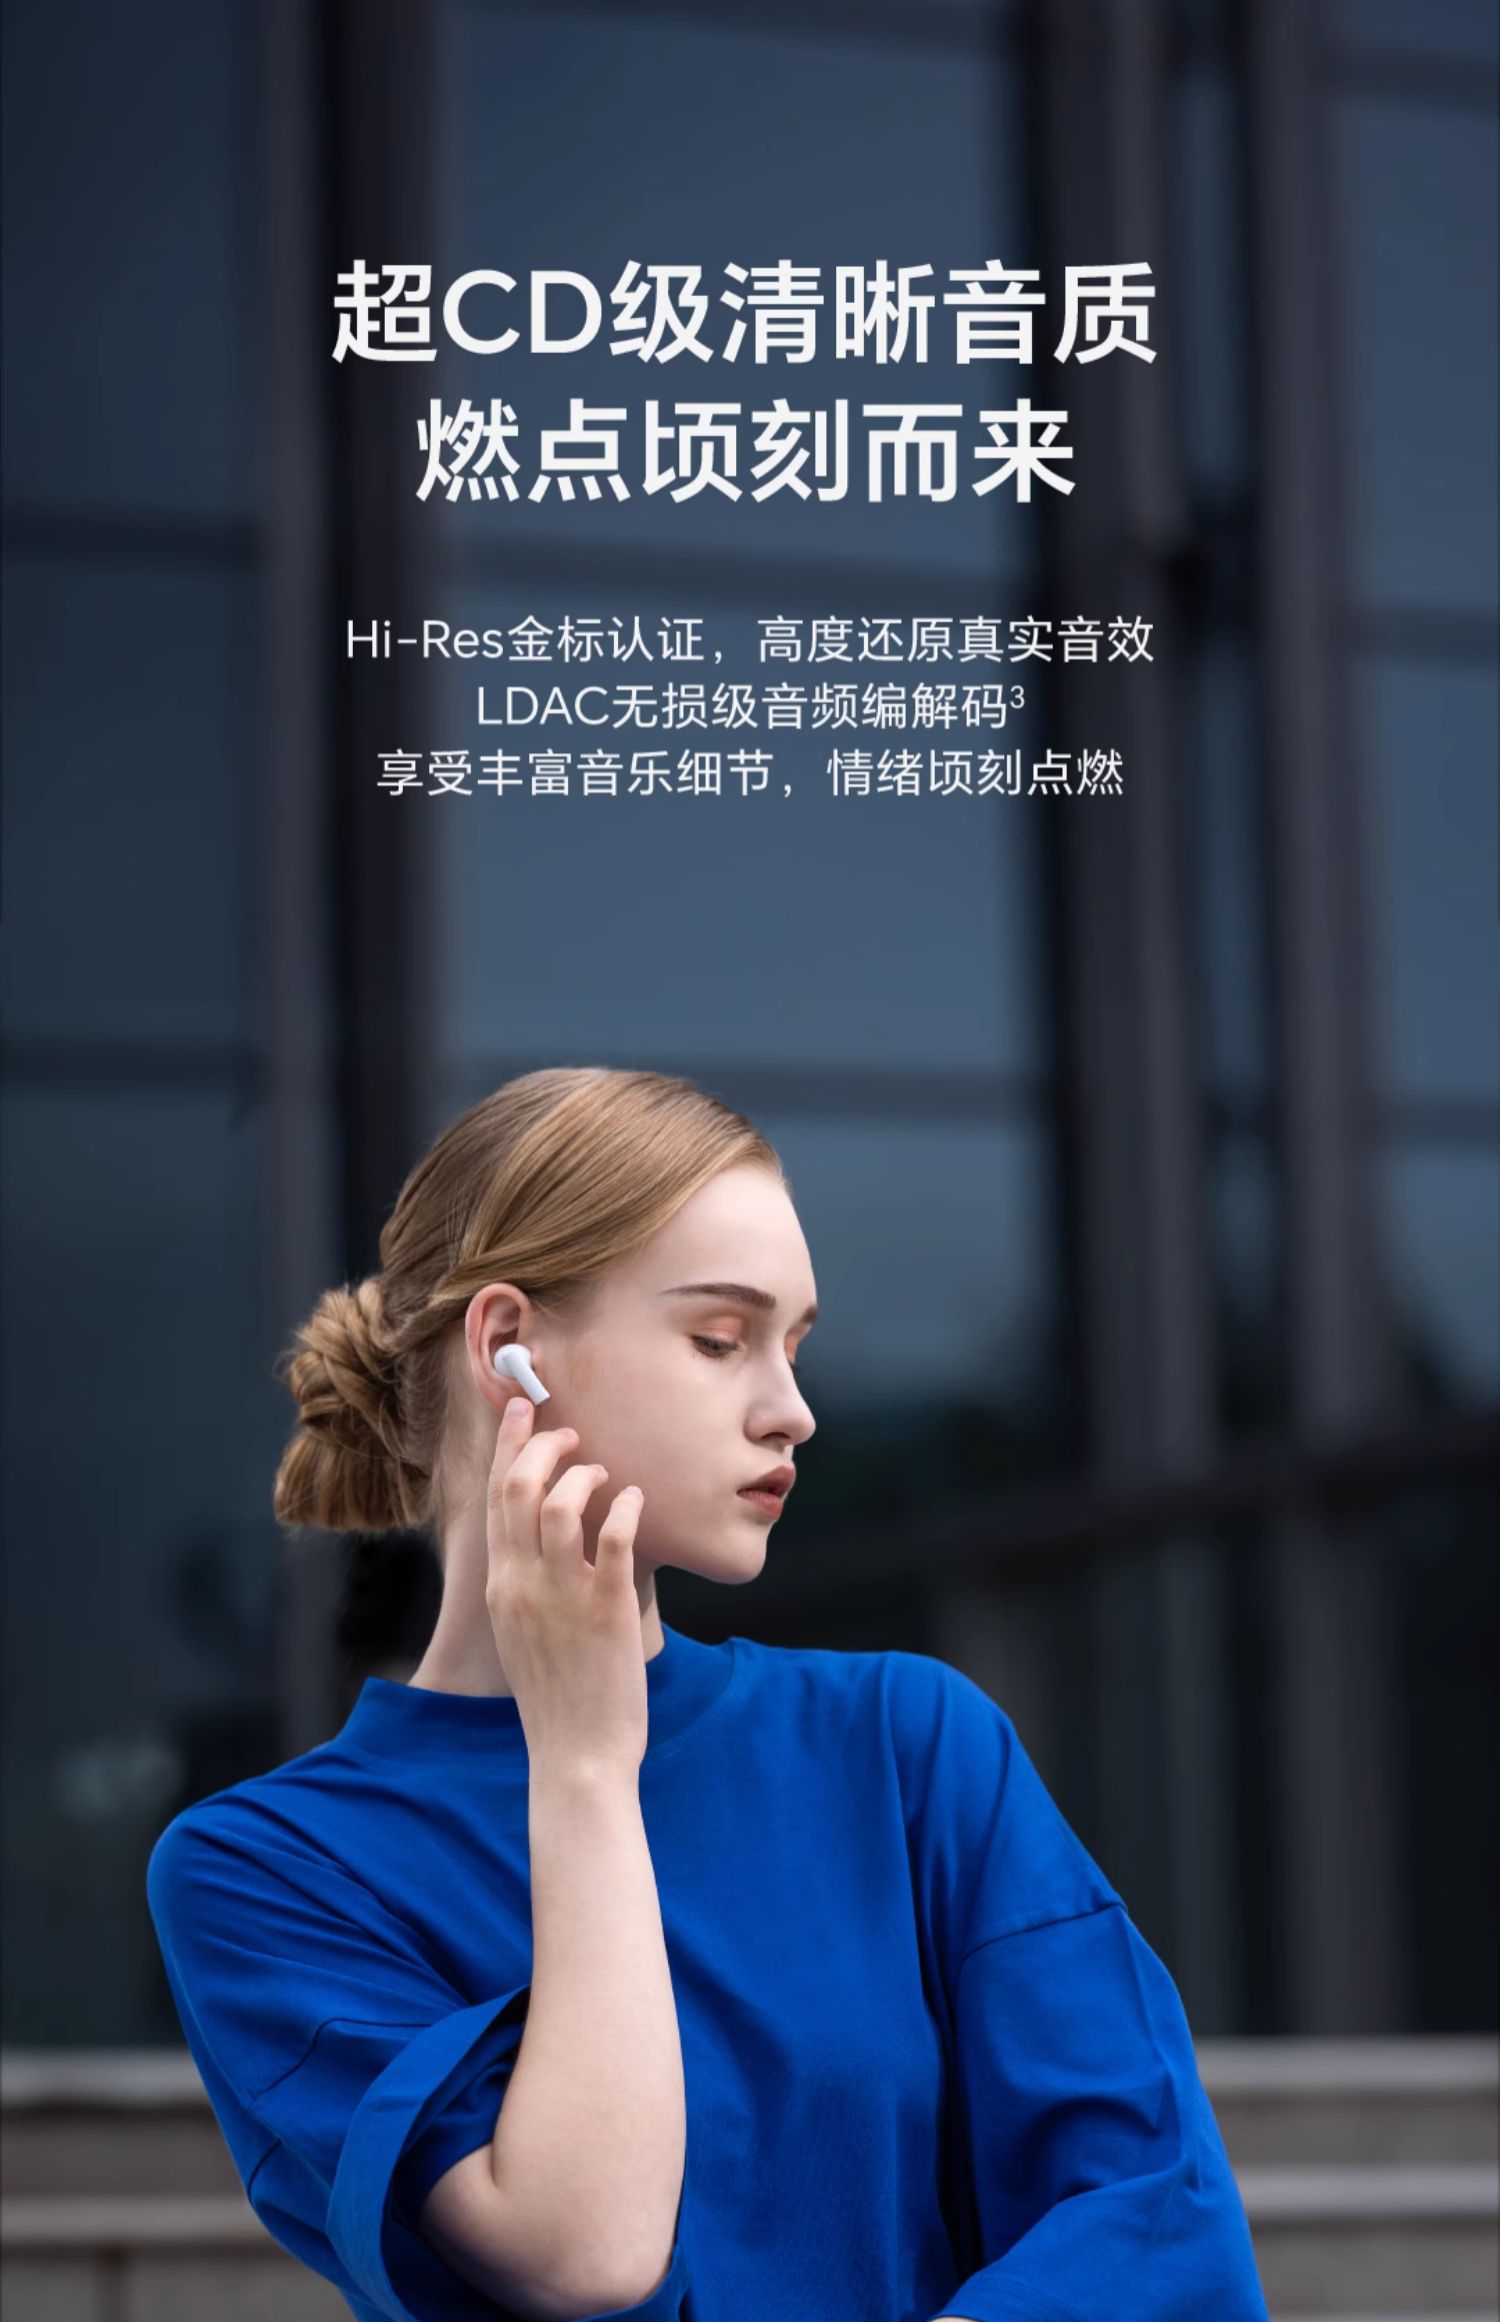 超CD级清晰音质
燃点顷刻而来
Hi-Res金标认证，高度还原真实音效
LDAC无损级音频编解码³
享受丰富音乐细节，情绪顷刻点燃